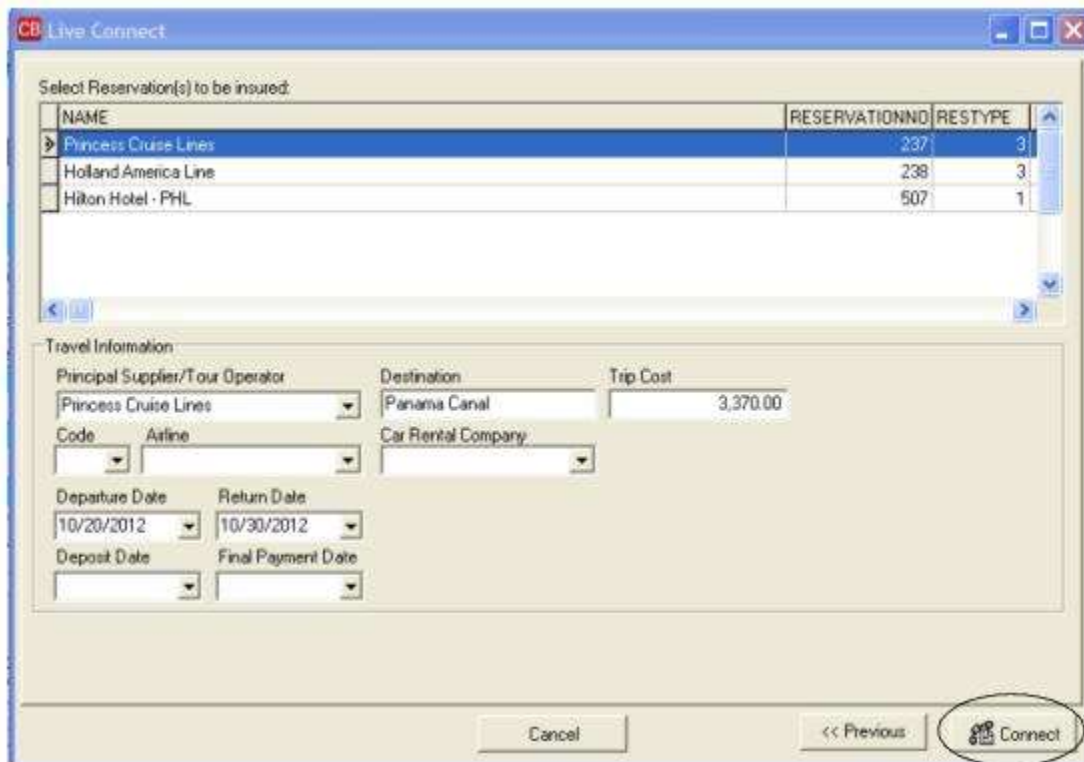 CB Live Connect
Select Reservation(s) to be insured:
NAME RESERVATIONNO RESTYPE
Princess Cruise Lines 237 3
Holland America Line 238 3
Hilton Hotel - PHL 507 1
Travel Information
Principal Supplier/Tour Operator Destination Trip Cost
Princess Cruise Lines Panama Canal 3,370.00
Code Airline Car Rental Company
Departure Date Return Date
10/20/2012 10/30/2012
Deposit Date Final Payment Date
Cancel << Previous Connect